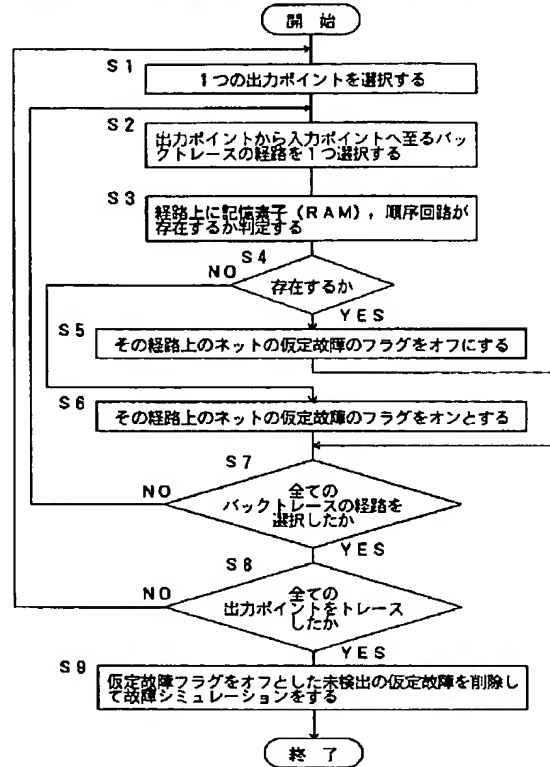 開 始
S1
1つの出力ポイントを選択する
S2
出力ポイントから入力ポイントへ至るバッ
クトレースの経路を1つ選択する
S3
経路上に記憶素子(RAM),順序回路が
存在するか判定する
S4
NO
存在するか
YES
S5
その経路上のネットの仮定故障のフラグをオフにする
S6
その経路上のネットの仮定故障のフラグをオンとする
S7
NO
全ての
バックトレースの経路を
選択したか
YES
S8
NO
全ての
出力ポイントをトレース
したか
YES
S9
仮定故障フラグをオフとした未検出の仮定故障を削除し
て故障シミュレーションをする
終 了